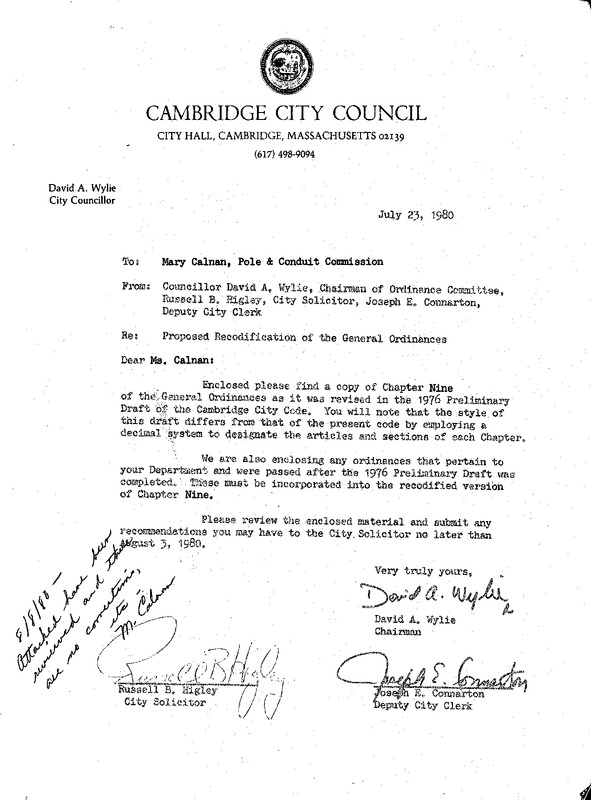 CAMBRIDGE CITY COUNCIL
CITY HALL, CAMBRIDGE, MASSACHUSETTS 02139
(617) 498-9094
David A. Wylie
City Councillor
July 23, 1980
To: Mary Calnan, Pole & Conduit Commission
From: Councillor David A. Wylie, Chairman of Ordinance Committee,
Russell B. Higley, City Solicitor, Joseph E. Connarton,
Deputy City Clerk
Re: Proposed Recodification of the General Ordinances
Dear Ms. Calnan:
Enclosed please find a copy of Chapter Nine
of the General Ordinances as it was revised in the 1976 Preliminary
Draft of the Cambridge City Code. You will note that the style of
this draft differs from that of the present code by employing a
decimal system to designate the articles and sections of each Chapter.
We are also enclosing any ordinances that pertain to
your Department and were passed after the 1976 Preliminary Draft was
completed. These must be incorporated into the recodified version
of Chapter Nine.
Please review the enclosed material and submit any
recommendations you may have to the City Solicitor no later than
August 3, 1980.
8/8/80 -
Attached have been
reviewed and there
are no corrections,
etc -
M. Calnan
Very truly yours,
David A. Wylie
David A. Wylie
Chairman
Russell B Higley
Russell B. Higley
City Solicitor
Joseph E. Connarton
Joseph E. Connarton
Deputy City Clerk